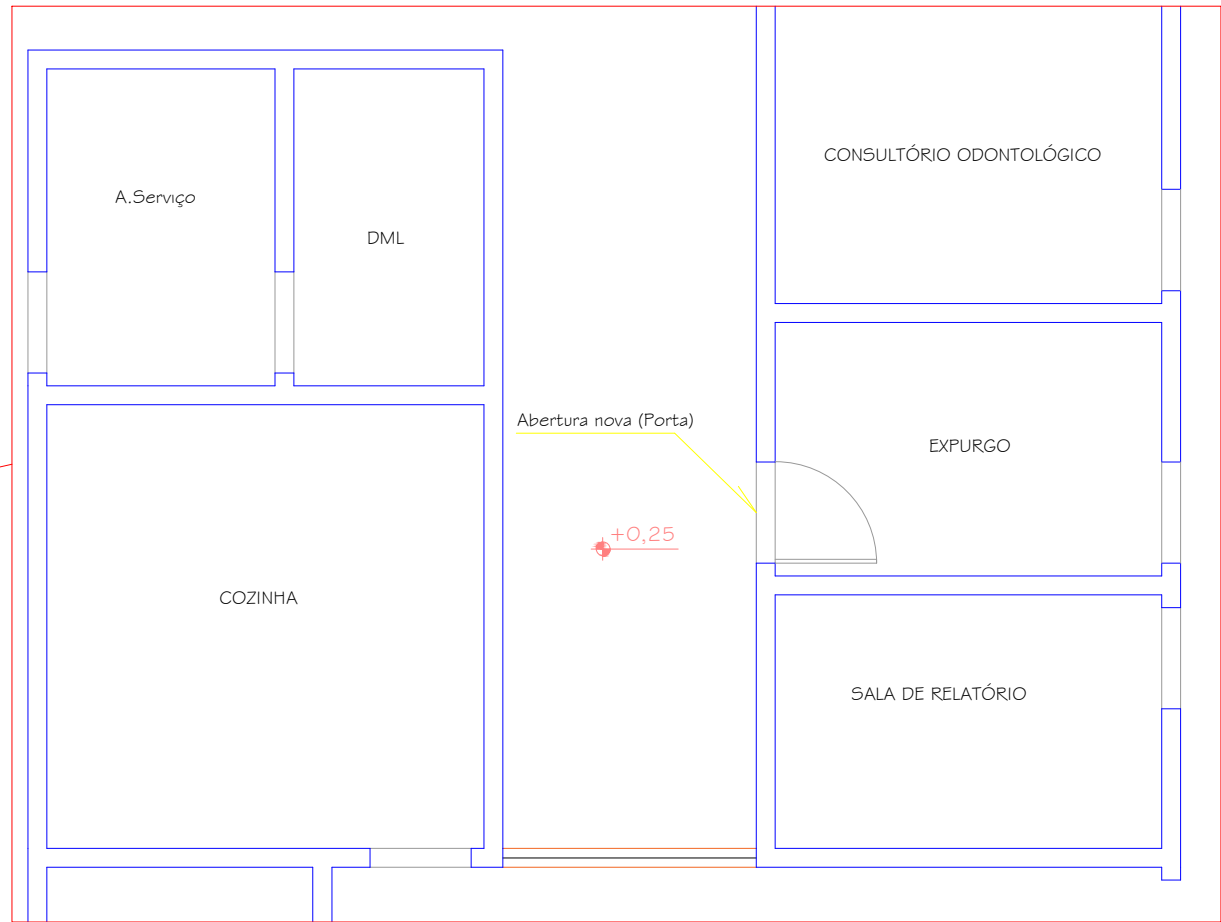 CONSULTÓRIO ODONTOLÓGICO
A.Serviço
DML
Abertura nova (Porta)
EXPURGO
+0,25
COZINHA
SALA DE RELATÓRIO